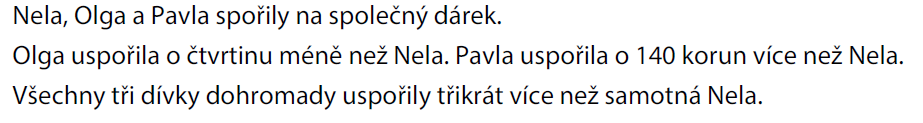 Nela, Olga a Pavla spořily na společný dárek.
Olga uspořila o čtvrtinu méně než Nela. Pavla uspořila o 140 korun více než Nela.
Všechny tři dívky dohromady uspořily třikrát více než samotná Nela.